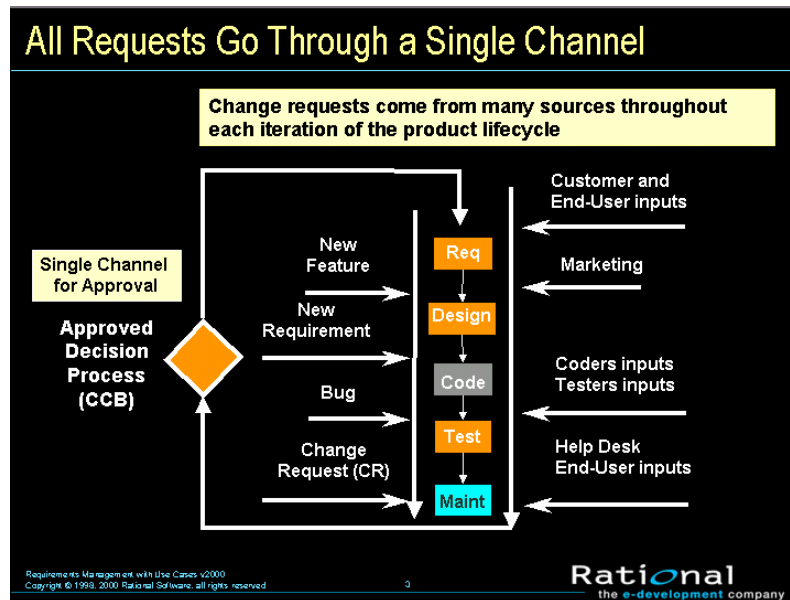 All Requests Go Through a Single Channel
Change requests come from many sources throughout
each iteration of the product lifecycle
Customer and
End-User inputs
New
Feature
Req
Marketing
Single Channel
for Approval
New
Requirement
Design
Approved
Decision
Process
(CCB)
Coders inputs
Testers inputs
Code
Bug
Test
Change
Request (CR)
Help Desk
End-User inputs
Maint
Requirements Management with Use Cases v2000
Copyright © 1998, 2000 Rational Software, all rights reserved
3
Rational
the e-development company